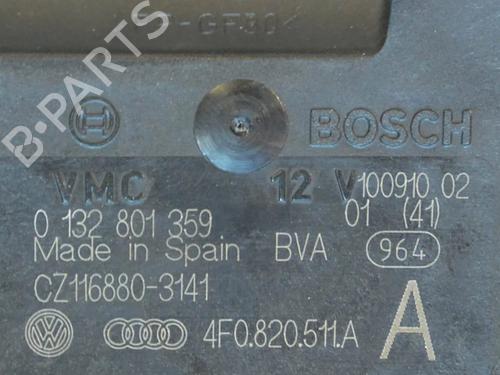 -GF30<
B-PARTS
BOSCH
VMC 12 V 100910 02
0 132 801 359 01 (41)
Made in Spain BVA 964
CZ116880-3141
4F0.820.511.A A